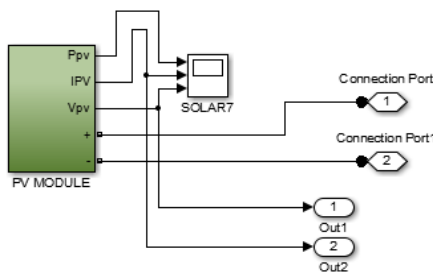 Ppv
IPV
Vpv
+
-
PV MODULE
SOLAR7
Connection Port
1
Connection Port1
2
1
Out1
2
Out2